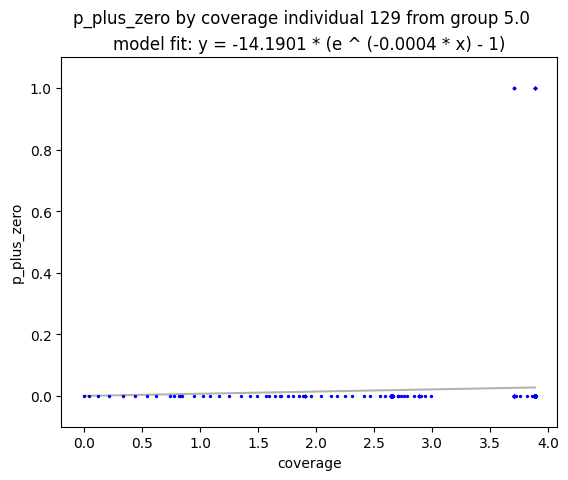 p_plus_zero by coverage individual 129 from group 5.0
model fit: y = -14.1901 * (e ^ (-0.0004 * x) - 1)
1.0
0.8
0.6
0.4
0.2
0.0
p_plus_zero
0.0 0.5 1.0 1.5 2.0 2.5 3.0 3.5 4.0
coverage